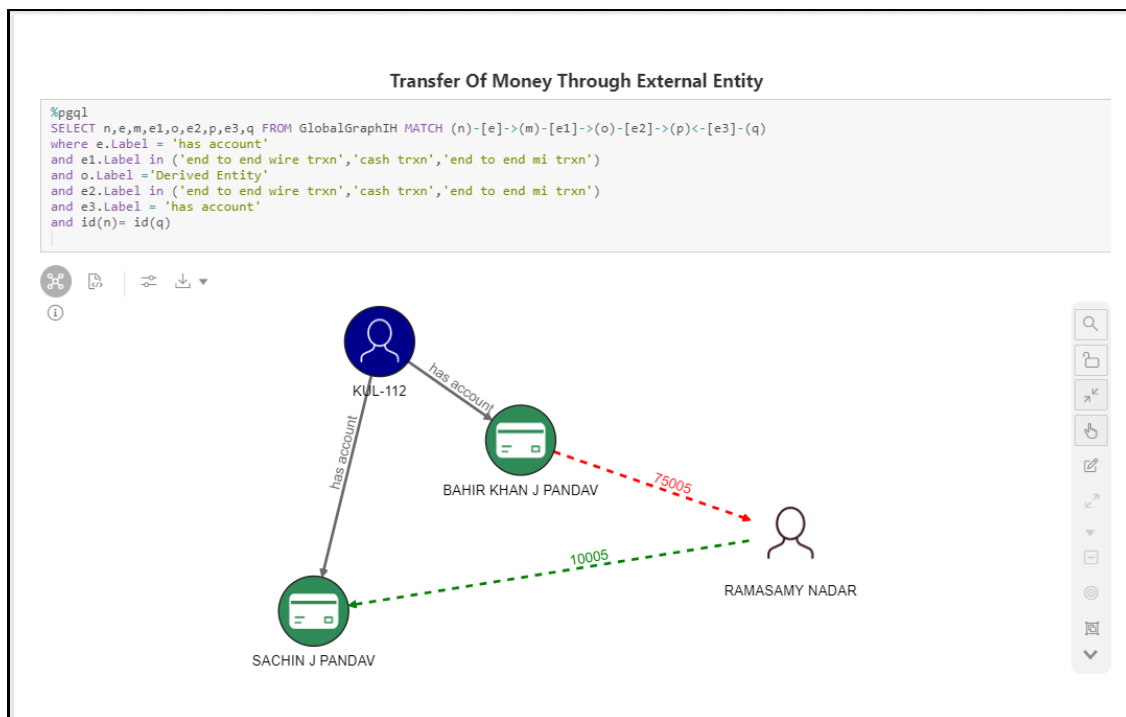 Transfer Of Money Through External Entity
%pgql
SELECT n,e,m,e1,o,e2,p,e3,q FROM GlobalGraphIH MATCH (n)-[e]->(m)-[e1]->(o)-[e2]->(p)<-[e3]-(q)
where e.Label = 'has account'
and e1.Label in ('end to end wire trxn','cash trxn','end to end mi trxn')
and o.Label ='Derived Entity'
and e2.Label in ('end to end wire trxn','cash trxn','end to end mi trxn')
and e3.Label = 'has account'
and id(n)= id(q)
KUL-112
has account
has account
BAHIR KHAN J PANDAV
75005
10005
RAMASAMY NADAR
SACHIN J PANDAV